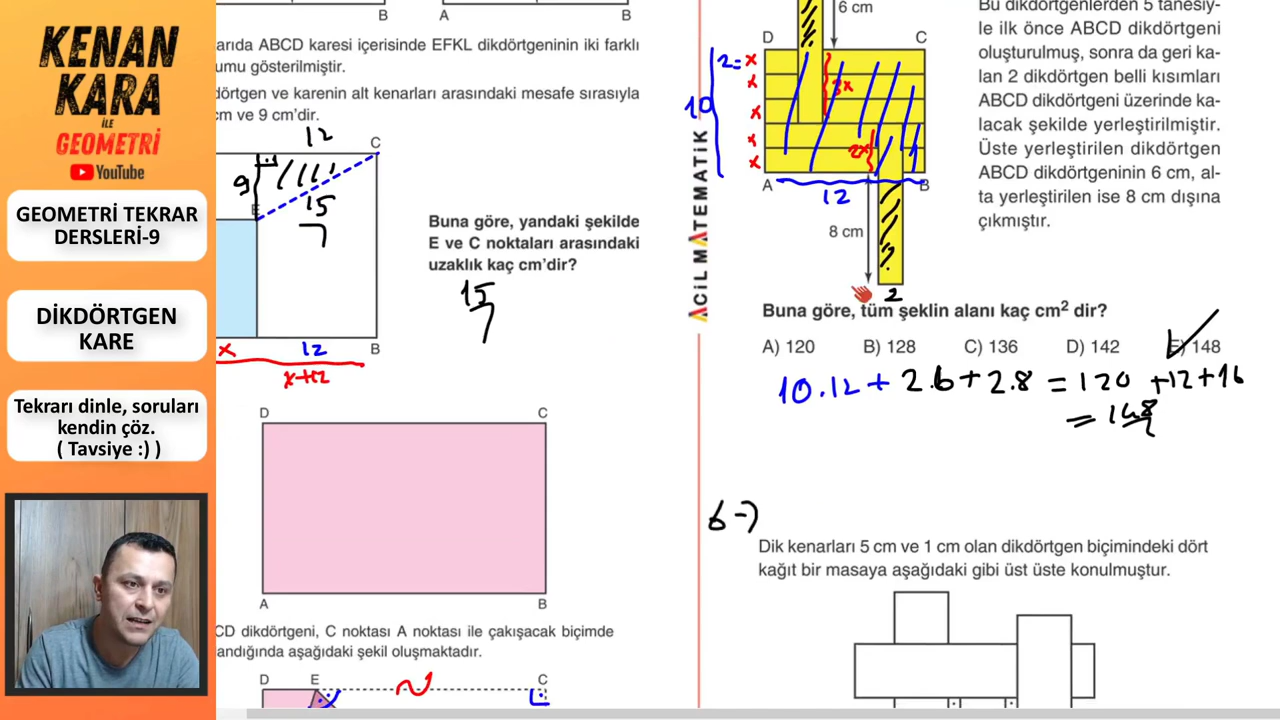 KENAN
KARA
İLE
GEOMETRİ
YouTube
GEOMETRİ TEKRAR
DERSLERİ-9
DİKDÖRTGEN
KARE
Tekrarı dinle, soruları
kendin çöz.
( Tavsiye :) )
B
A
B
arıda ABCD karesi içerisinde EFKL dikdörtgeninin iki farklı
umu gösterilmiştir.
dörtgen ve karenin alt kenarları arasındaki mesafe sırasıyla
cm ve 9 cm'dir.
12
C
9
E
15
x
12
B
x+12
Buna göre, yandaki şekilde
E ve C noktaları arasındaki
uzaklık kaç cm'dir?
15
D
C
A
B
CD dikdörtgeni, C noktası A noktası ile çakışacak biçimde
andığında aşağıdaki şekil oluşmaktadır.
D
E
C
ACİL MATEMATİK
6 cm
D
C
2=x
x
x
x
x
10
3x
2x
A
B
12
8 cm
2
Bu dikdörtgenlerden 5 tanesiy-
le ilk önce ABCD dikdörtgeni
oluşturulmuş, sonra da geri ka-
lan 2 dikdörtgen belli kısımları
ABCD dikdörtgeni üzerinde ka-
lacak şekilde yerleştirilmiştir.
Üste yerleştirilen dikdörtgen
ABCD dikdörtgeninin 6 cm, al-
ta yerleştirilen ise 8 cm dışına
çıkmıştır.
Buna göre, tüm şeklin alanı kaç cm² dir?
A) 120 B) 128 C) 136 D) 142 E) 148
10.12 + 2.6 + 2.8 = 120 +12+16
= 148
6-)
Dik kenarları 5 cm ve 1 cm olan dikdörtgen biçimindeki dört
kağıt bir masaya aşağıdaki gibi üst üste konulmuştur.